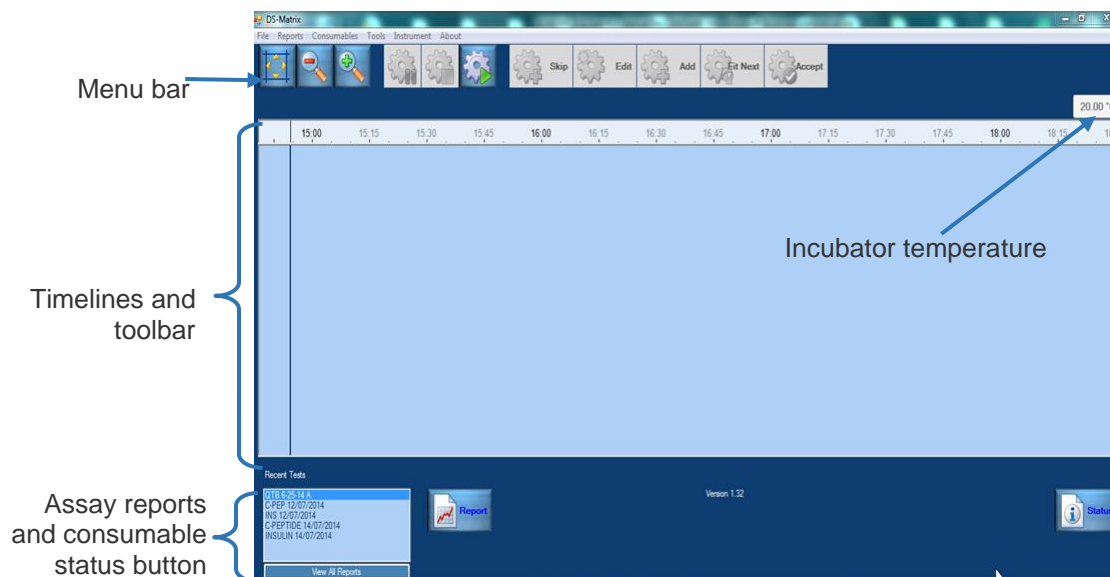 DS-Matrix
File Reports Consumables Tools Instrument About
Skip Edit Add Fit Next Accept
Menu bar
20.00 °
15:00 15:15 15:30 15:45 16:00 16:15 16:30 16:45 17:00 17:15 17:30 17:45 18:00 18:15 18
Incubator temperature
Timelines and
toolbar
Recent Tests
QTB 6-25-14 A
C-PEP 12/07/2014
INS 12/07/2014
C-PEPTIDE 14/07/2014
INSULIN 14/07/2014
View All Reports
Report
Version 1.32
Status
Assay reports
and consumable
status button